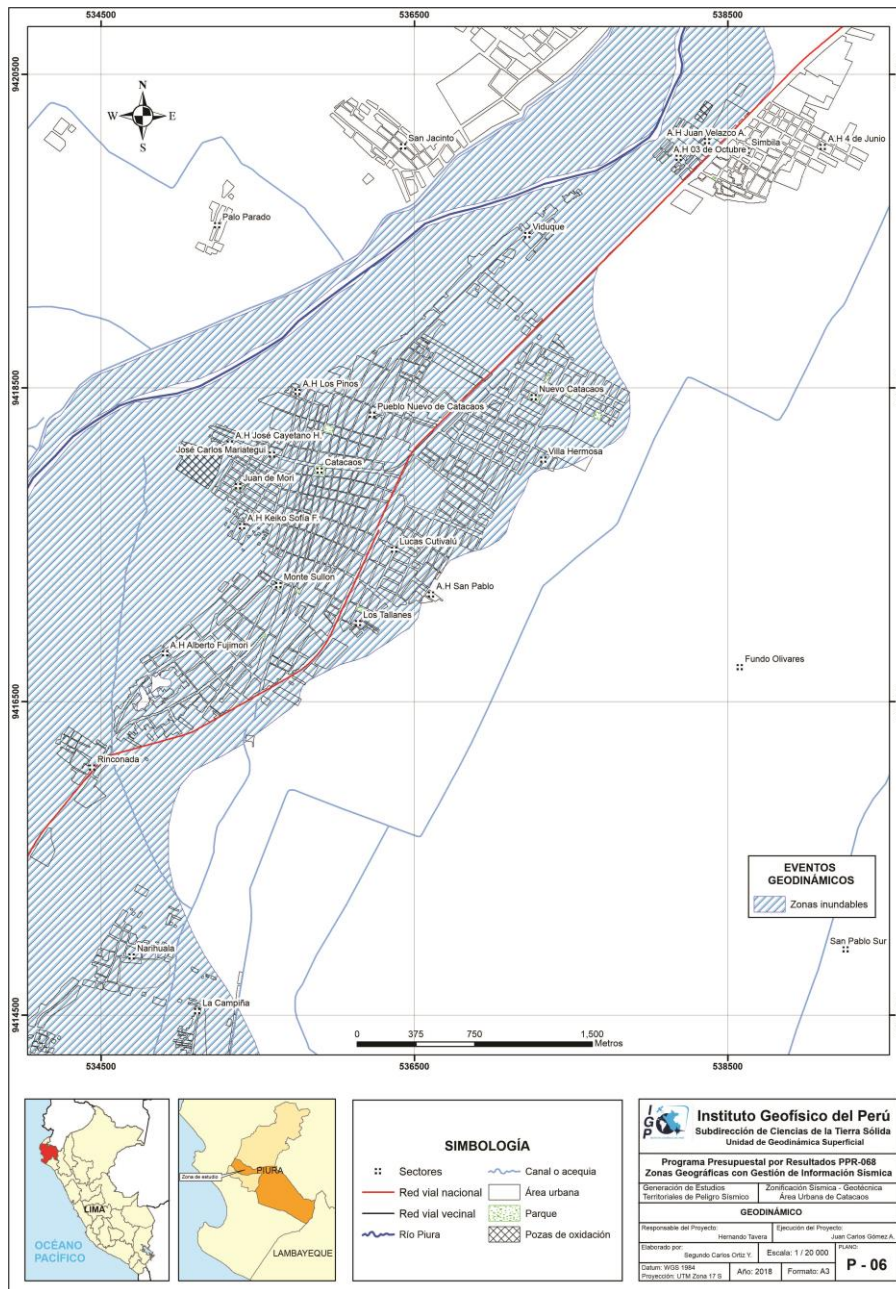 534500
536500
538500
9420500
N
W
E
S
San Jacinto
A.H Juan Velazco A.
A.H 03 de Octubre
Simbila
A.H 4 de Junio
Palo Parado
Viduque
9418500
A.H Los Pinos
Nuevo Catacaos
Pueblo Nuevo de Catacaos
A.H José Cayetano H.
José Carlos Mariategui
Catacaos
Villa Hermosa
Juan de Mori
A.H Keiko Sofía F.
Lucas Cutivalú
Monte Sullon
A.H San Pablo
Los Tallanes
A.H Alberto Fujimori
Fundo Olivares
9416500
Rinconada
EVENTOS
GEODINÁMICOS
Zonas inundables
Narihuala
San Pablo Sur
La Campiña
9414500
0 375 750 1,500
Metros
534500
536500
538500
LIMA
OCÉANO
PACÍFICO
Zona de estudio
PIURA
LAMBAYEQUE
SIMBOLOGÍA
Sectores
Canal o acequia
Red vial nacional
Área urbana
Red vial vecinal
Parque
Río Piura
Pozas de oxidación
IGP
Instituto Geofísico del Perú
Subdirección de Ciencias de la Tierra Sólida
Unidad de Geodinámica Superficial
Programa Presupuestal por Resultados PPR-068
Zonas Geográficas con Gestión de Información Sísmica
Generación de Estudios
Territoriales de Peligro Sísmico
Zonificación Sísmica - Geotécnica
Área Urbana de Catacaos
GEODINÁMICO
Responsable del Proyecto:
Hernando Tavera
Ejecución del Proyecto:
Juan Carlos Gómez A.
Elaborado por:
Segundo Carlos Ortiz Y.
Escala: 1 / 20 000
PLANO:
P - 06
Datum: WGS 1984
Proyección: UTM Zona 17 S
Año: 2018
Formato: A3